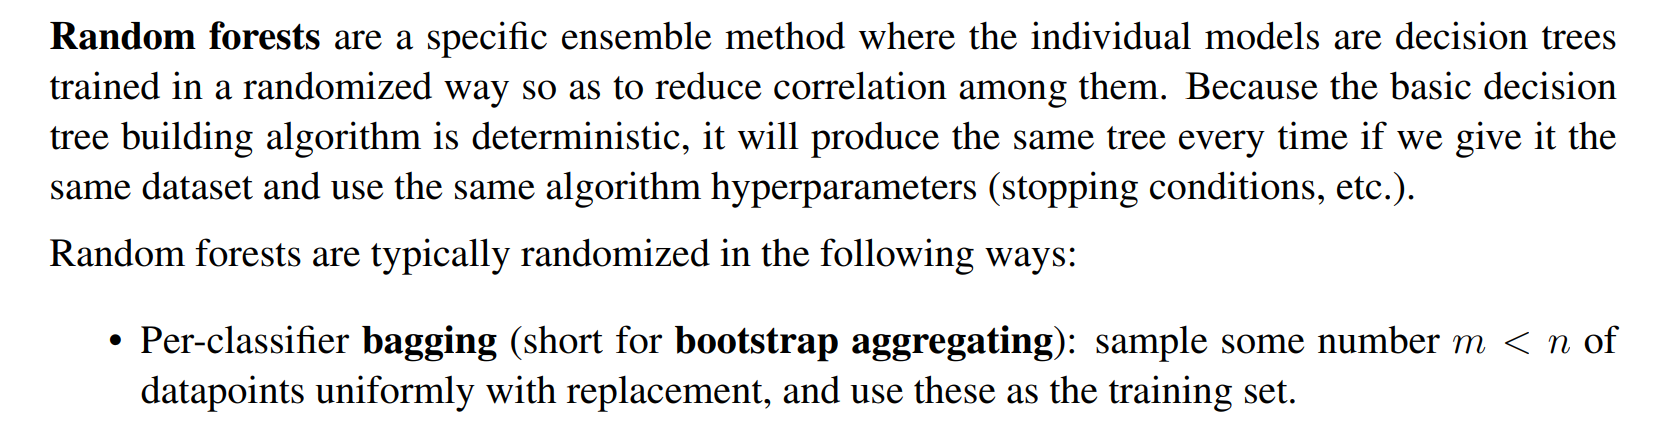 Random forests are a specific ensemble method where the individual models are decision trees
trained in a randomized way so as to reduce correlation among them. Because the basic decision
tree building algorithm is deterministic, it will produce the same tree every time if we give it the
same dataset and use the same algorithm hyperparameters (stopping conditions, etc.).
Random forests are typically randomized in the following ways:
• Per-classifier bagging (short for bootstrap aggregating): sample some number m < n of
datapoints uniformly with replacement, and use these as the training set.